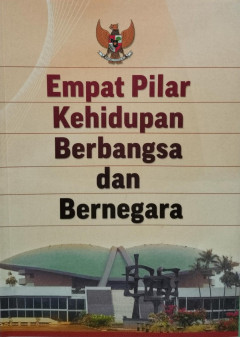 Empat Pilar
Kehidupan
Berbangsa
dan
Bernegara